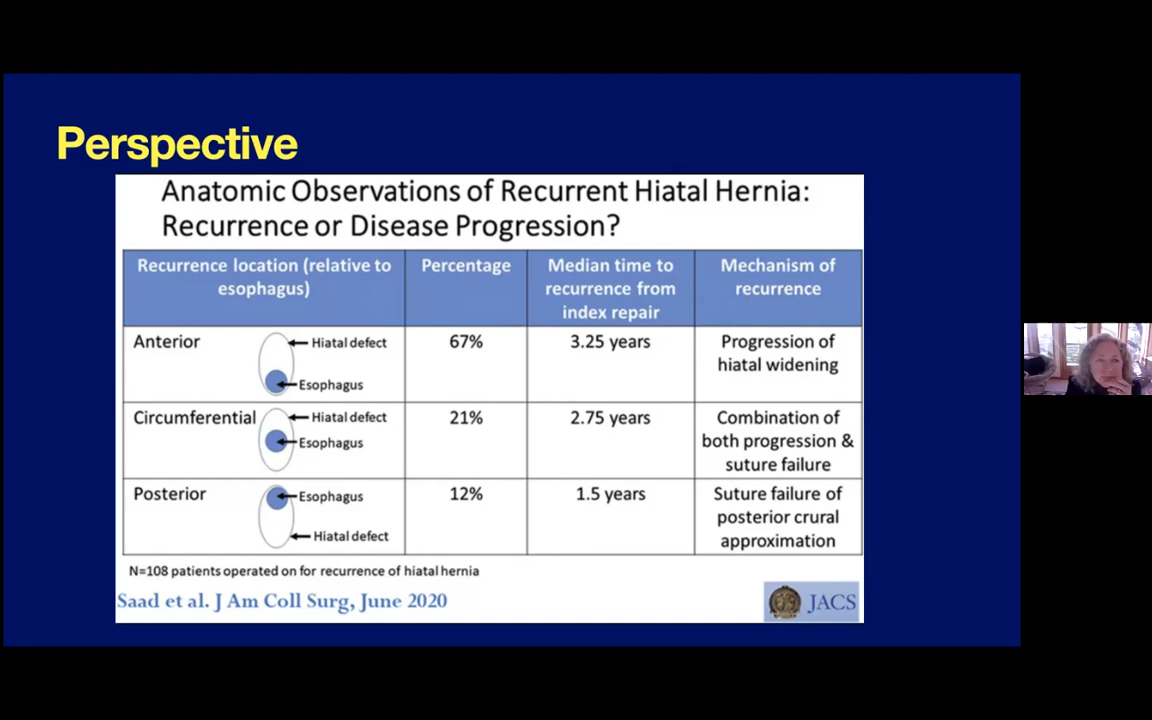 Perspective
Anatomic Observations of Recurrent Hiatal Hernia:
Recurrence or Disease Progression?
Recurrence location (relative to
esophagus)
Percentage
Median time to
recurrence from
index repair
Mechanism of
recurrence
Anterior
Hiatal defect
Esophagus
67%
3.25 years
Progression of
hiatal widening
Circumferential
Hiatal defect
Esophagus
21%
2.75 years
Combination of
both progression &
suture failure
Posterior
Esophagus
Hiatal defect
12%
1.5 years
Suture failure of
posterior crural
approximation
N=108 patients operated on for recurrence of hiatal hernia
Saad et al. J Am Coll Surg, June 2020
JACS